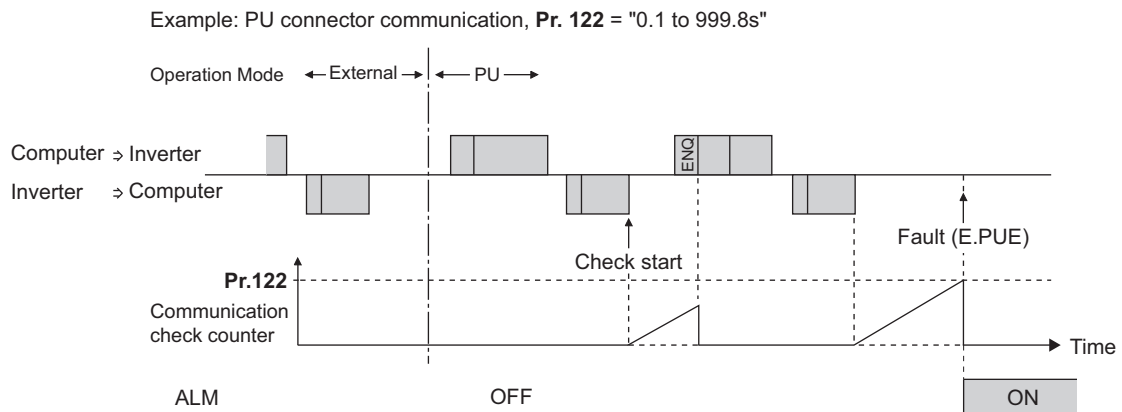 Example: PU connector communication, Pr. 122 = "0.1 to 999.8s"
Operation Mode External PU
Computer ⇒ Inverter
ENQ
Inverter ⇒ Computer
Fault (E.PUE)
Check start
Pr.122
Communication
check counter
Time
ALM OFF ON